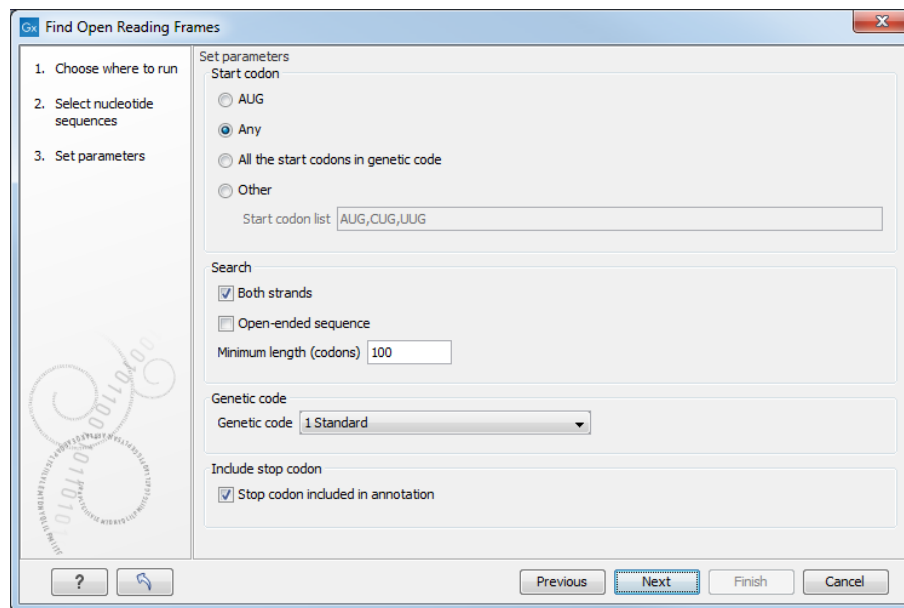 Gx Find Open Reading Frames
1. Choose where to run
2. Select nucleotide
sequences
3. Set parameters
Set parameters
Start codon
AUG
Any
All the start codons in genetic code
Other
Start codon list AUG,CUG,UUG
Search
Both strands
Open-ended sequence
Minimum length (codons) 100
Genetic code
Genetic code 1 Standard
Include stop codon
Stop codon included in annotation
? Previous Next Finish Cancel